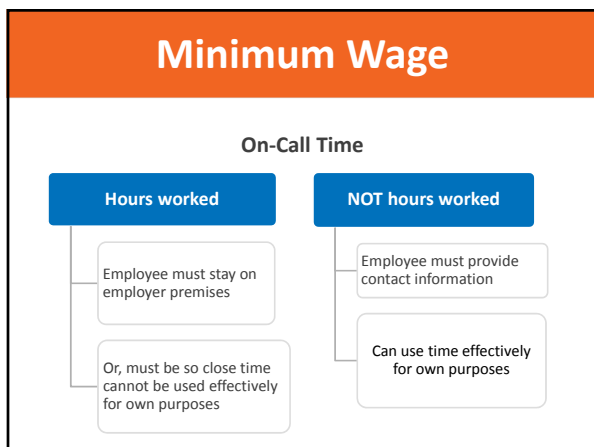 Minimum Wage
On-Call Time
Hours worked
Employee must stay on
employer premises
Or, must be so close time
cannot be used effectively
for own purposes
NOT hours worked
Employee must provide
contact information
Can use time effectively
for own purposes